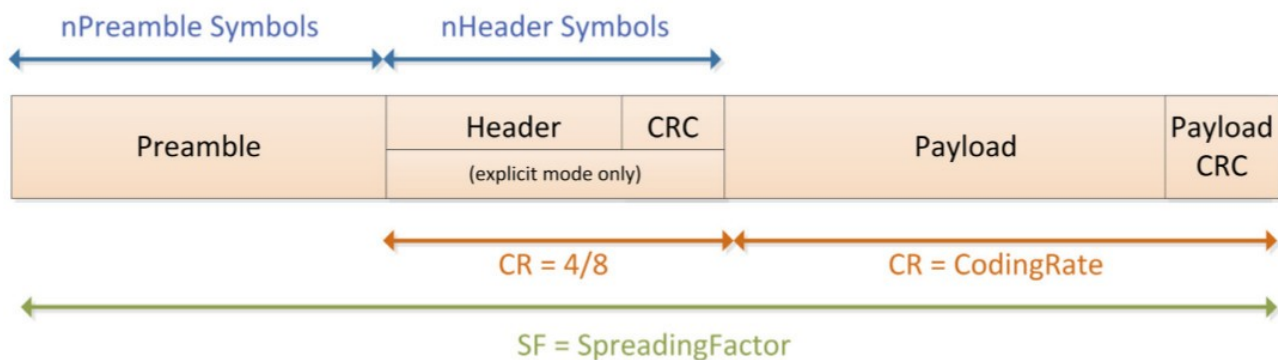 nPreamble Symbols nHeader Symbols
Preamble Header CRC Payload Payload CRC
(explicit mode only)
CR = 4/8 CR = CodingRate
SF = SpreadingFactor